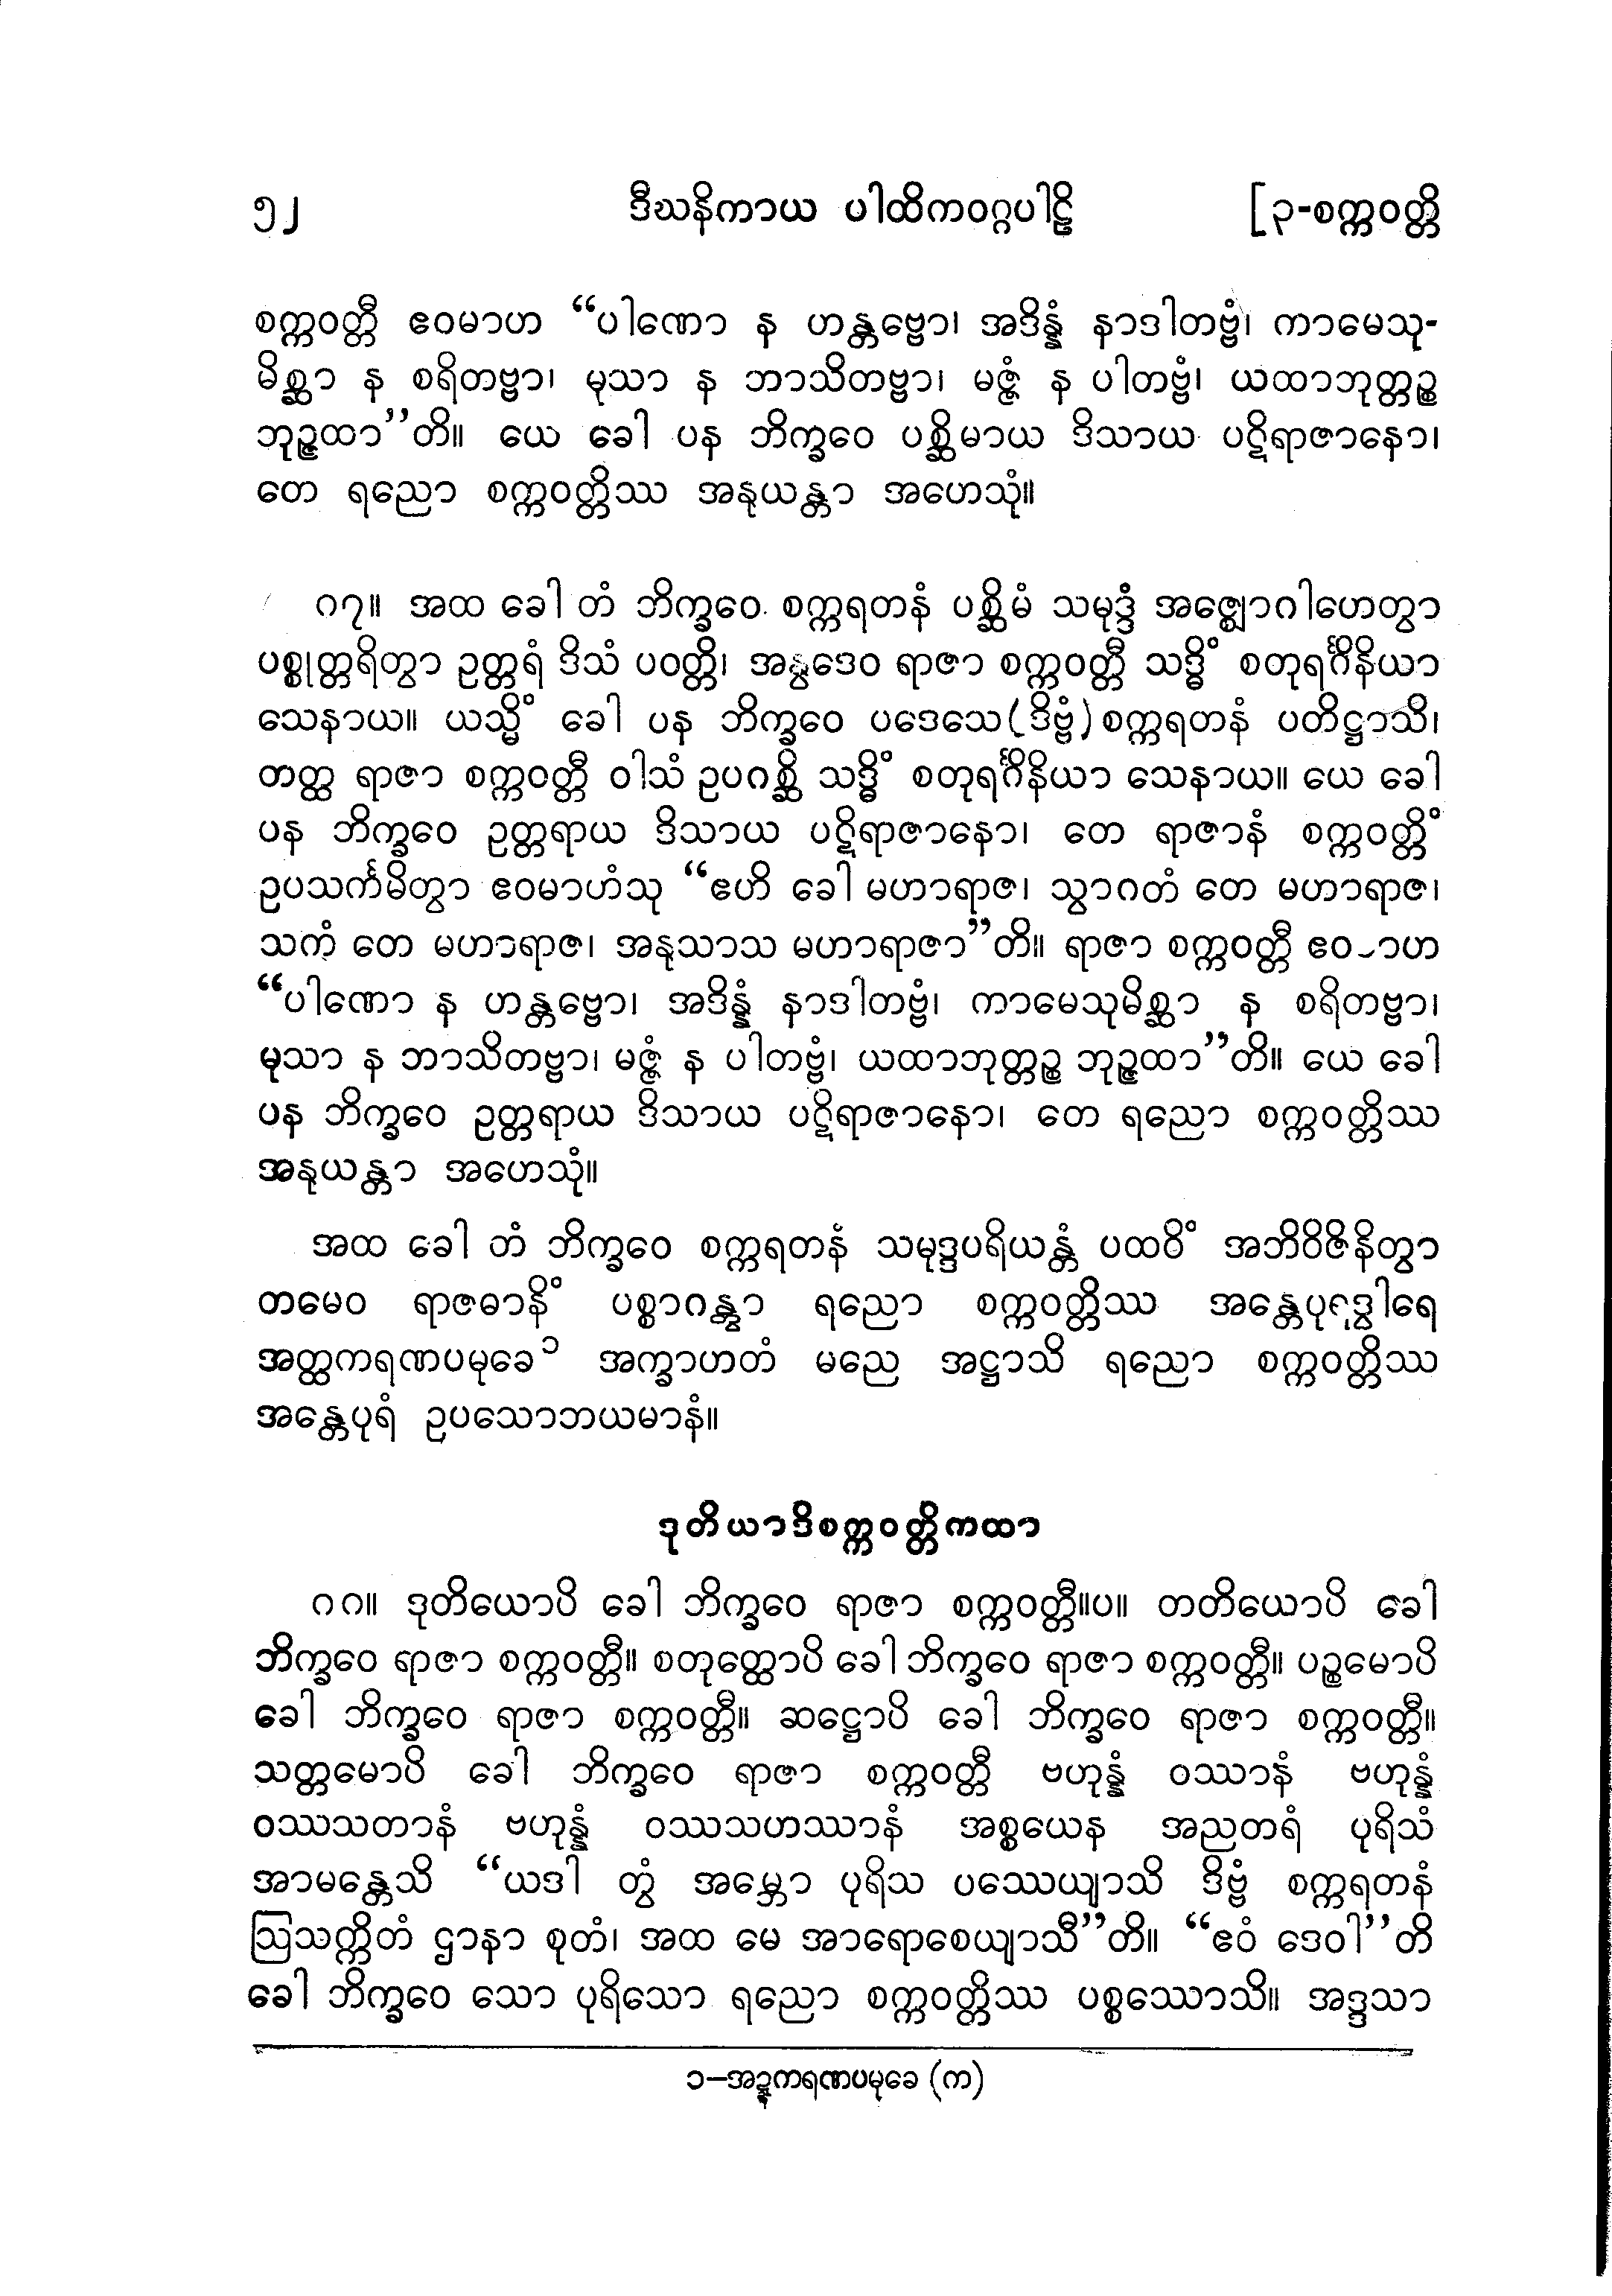 ၅၂ ဒီဃနိကာယ ပါထိကဝဂ္ဂပါဠိ [၃-စက္ကဝတ္တိ
စက္ကဝတ္တီ ဧဝမာဟ “ပါဏော န ဟန္တဗ္ဗော၊ အဒိန္နံ နာဒါတဗ္ဗံ၊ ကာမေသု-
မိစ္ဆာ န စရိတဗ္ဗာ၊ မုသာ န ဘာသိတဗ္ဗာ၊ မဇ္ဇံ န ပါတဗ္ဗံ၊ ယထာဘုတ္တဉ္စ
ဘုဉ္ဇထာ”တိ။ ယေ ခေါ ပန ဘိက္ခဝေ ပစ္ဆိမာယ ဒိသာယ ပဋိရာဇာနော၊
တေ ရညော စက္ကဝတ္တိဿ အနုယန္တာ အဟေသုံ။
၈၇။ အထ ခေါ တံ ဘိက္ခဝေ စက္ကရတနံ ပစ္ဆိမံ သမုဒ္ဒံ အဇ္ဈောဂါဟေတွာ
ပစ္စုတ္တရိတွာ ဥတ္တရံ ဒိသံ ပဝတ္တိ၊ အနွဒေဝ ရာဇာ စက္ကဝတ္တီ သဒ္ဓိံ စတုရင်္ဂိနိယာ
သေနာယ။ ယသ္မိံ ခေါ ပန ဘိက္ခဝေ ပဒေသေ(ဒိဗ္ဗံ)စက္ကရတနံ ပတိဋ္ဌာသိ၊
တတ္ထ ရာဇာ စက္ကဝတ္တီ ဝါသံ ဥပဂစ္ဆိ သဒ္ဓိံ စတုရင်္ဂိနိယာ သေနာယ။ ယေ ခေါ
ပန ဘိက္ခဝေ ဥတ္တရာယ ဒိသာယ ပဋိရာဇာနော၊ တေ ရာဇာနံ စက္ကဝတ္တိံ
ဥပသင်္ကမိတွာ ဧဝမာဟံသု “ဧဟိ ခေါ မဟာရာဇ၊ သွာဂတံ တေ မဟာရာဇ၊
သကံ တေ မဟာရာဇ၊ အနုသာသ မဟာရာဇာ”တိ။ ရာဇာ စက္ကဝတ္တီ
“ပါဏော န ဟန္တဗ္ဗော၊ အဒိန္နံ နာဒါတဗ္ဗံ၊ ကာမေသုမိစ္ဆာ န စရိတဗ္ဗာ၊
မုသာ န ဘာသိတဗ္ဗာ၊ မဇ္ဇံ န ပါတဗ္ဗံ၊ ယထာဘုတ္တဉ္စ ဘုဉ္ဇထာ”တိ။ ယေ ခေါ
ပန ဘိက္ခဝေ ဥတ္တရာယ ဒိသာယ ပဋိရာဇာနော၊ တေ ရညော စက္ကဝတ္တိဿ
အနုယန္တာ အဟေသုံ။
အထ ခေါ တံ ဘိက္ခဝေ စက္ကရတနံ သမုဒ္ဒပရိယန္တံ ပထဝိံ အဘိဝိဇိနိတွာ
တမေဝ ရာဇဓာနိံ ပစ္စာဂန္တွာ ရညော စက္ကဝတ္တိဿ အန္တေပုရဒွါရေ
အတ္ထကရဏပမုခေ ၁ အက္ခာဟတံ မညေ အဋ္ဌာသိ ရညော စက္ကဝတ္တိဿ
အန္တေပုရံ ဥပသောဘယမာနံ။
ဒုတိယာဒိစက္ကဝတ္တိကထာ
၈၈။ ဒုတိယောပိ ခေါ ဘိက္ခဝေ ရာဇာ စက္ကဝတ္တီ။ပ။ တတိယောပိ ခေါ
ဘိက္ခဝေ ရာဇာ စက္ကဝတ္တီ။ စတုတ္ထောပိ ခေါ ဘိက္ခဝေ ရာဇာ စက္ကဝတ္တီ။ ပဉ္စမောပိ
ခေါ ဘိက္ခဝေ ရာဇာ စက္ကဝတ္တီ။ ဆဋ္ဌောပိ ခေါ ဘိက္ခဝေ ရာဇာ စက္ကဝတ္တီ။
သတ္တမောပိ ခေါ ဘိက္ခဝေ ရာဇာ စက္ကဝတ္တီ ဗဟုန္နံ ဝဿာနံ ဗဟုန္နံ
ဝဿသတာနံ ဗဟုန္နံ ဝဿသဟဿာနံ အစ္စယေန အညတရံ ပုရိသံ
အာမန္တေသိ “ယဒါ တွံ အမ္ဘော ပုရိသ ပဿေယျာသိ ဒိဗ္ဗံ စက္ကရတနံ
ဩသက္ကိတံ ဌာနာ စုတံ၊ အထ မေ အာရောစေယျာသီ”တိ။ “ဧဝံ ဒေဝါ”တိ
ခေါ ဘိက္ခဝေ သော ပုရိသော ရညော စက္ကဝတ္တိဿ ပစ္စဿောသိ။ အဒ္ဒသာ
၁–အဍ္ဍကရဏပမုခေ (က)